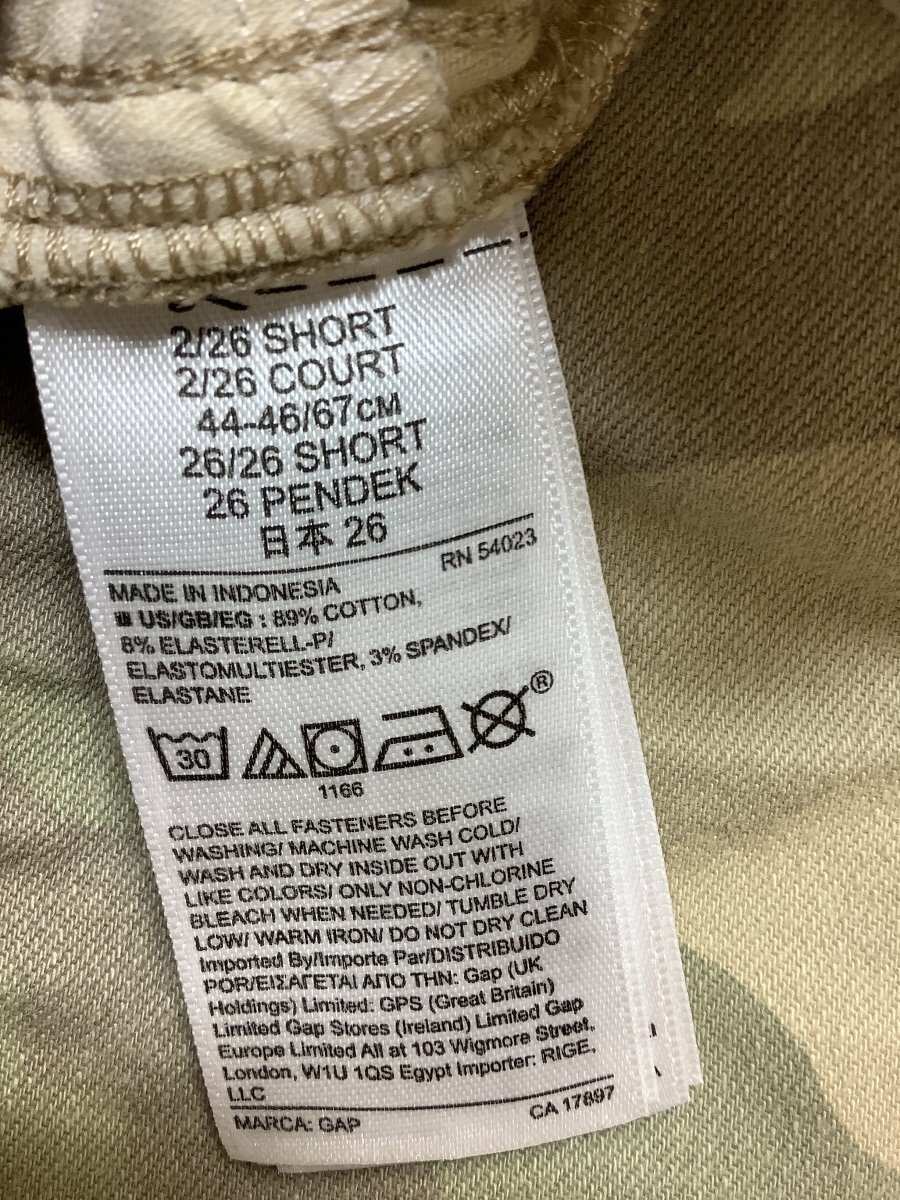 2/26 SHORT
2/26 COURT
44-46/67CM
26/26 SHORT
26 PENDEK
日本 26
RN 54023
MADE IN INDONESIA
US/GB/EG : 89% COTTON,
8% ELASTERELL-P/
ELASTOMULTIESTER, 3% SPANDEX/
ELASTANE
30
®
1166
CLOSE ALL FASTENERS BEFORE
WASHING/ MACHINE WASH COLD/
WASH AND DRY INSIDE OUT WITH
LIKE COLORS/ ONLY NON-CHLORINE
BLEACH WHEN NEEDED/ TUMBLE DRY
LOW/ WARM IRON/ DO NOT DRY CLEAN
Imported By/Importe Par/DISTRIBUIDO
POR/ΕΙΣΑΓΕΤΑΙ ΑΠΟ ΤΗΝ: Gap (UK
Holdings) Limited: GPS (Great Britain)
Limited Gap Stores (Ireland) Limited Gap
Europe Limited All at 103 Wigmore Street,
London, W1U 1QS Egypt Importer: RIGE,
LLC
MARCA: GAP
CA 17897